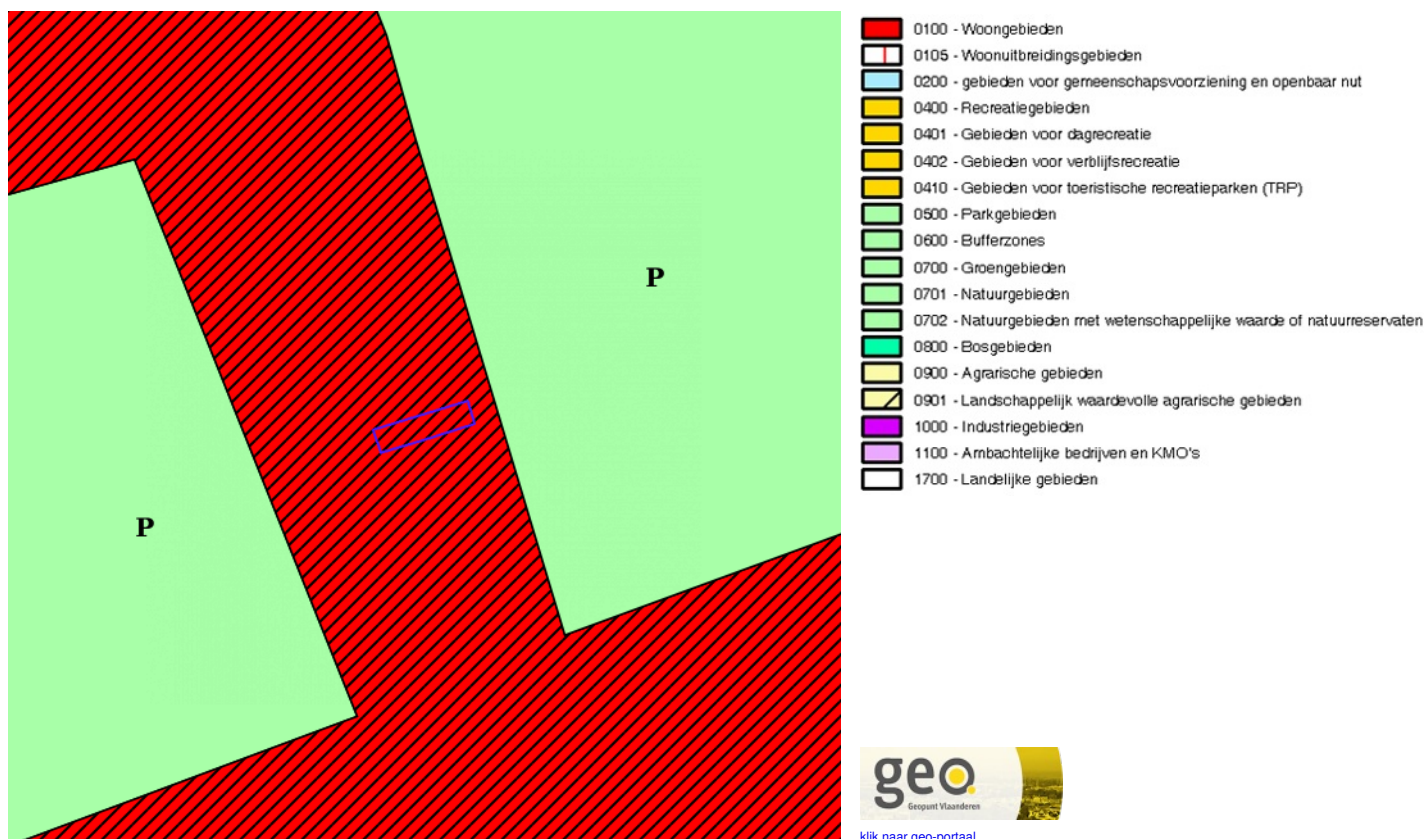 P
P
0100 - Woongebieden
0105 - Woonuitbreidingsgebieden
0200 - gebieden voor gemeenschapsvoorziening en openbaar nut
0400 - Recreatiegebieden
0401 - Gebieden voor dagrecreatie
0402 - Gebieden voor verblijfsrecreatie
0410 - Gebieden voor toeristische recreatieparken (TRP)
0500 - Parkgebieden
0600 - Bufferzones
0700 - Groengebieden
0701 - Natuurgebieden
0702 - Natuurgebieden met wetenschappelijke waarde of natuurreservaten
0800 - Bosgebieden
0900 - Agrarische gebieden
0901 - Landschappelijk waardevolle agrarische gebieden
1000 - Industriegebieden
1100 - Ambachtelijke bedrijven en KMO's
1700 - Landelijke gebieden
geo.
Geopunt Vlaanderen
klik naar geo-portaal